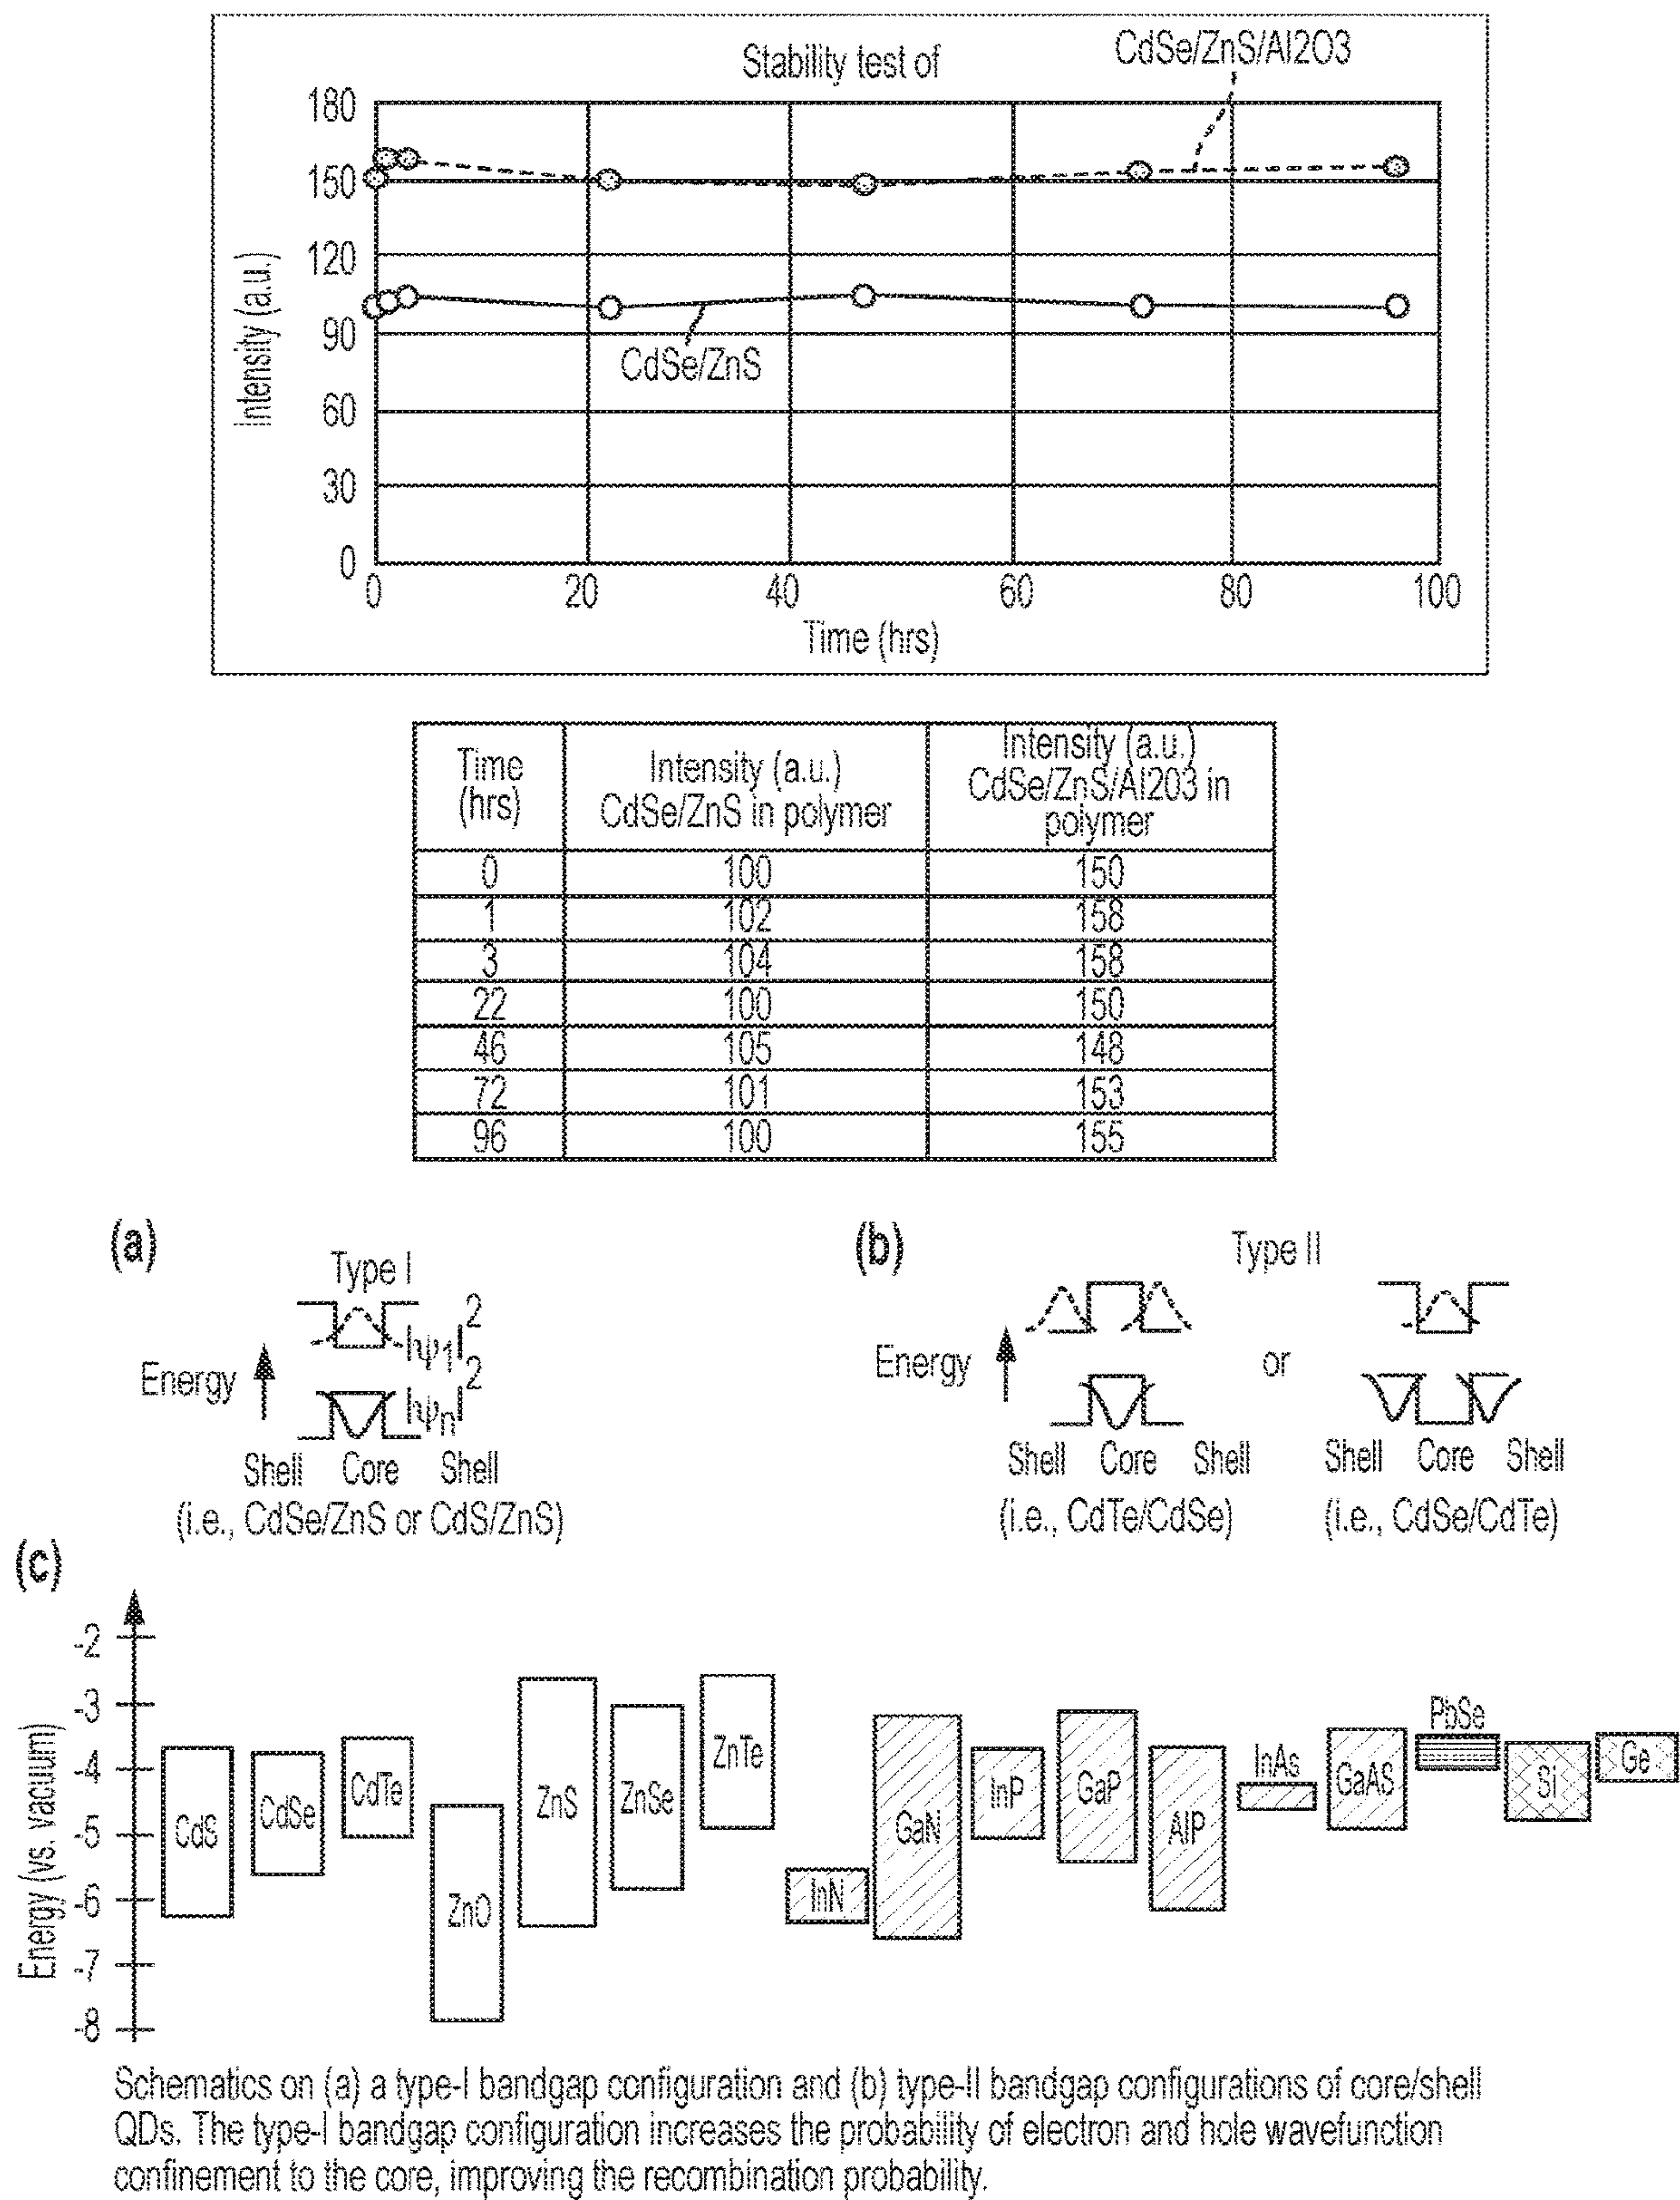 Stability test of
CdSe/ZnS/Al2O3
180
150
120
90
60
30
0
Intensity (a.u.)
CdSe/ZnS
0 20 40 60 80 100
Time (hrs)
Time (hrs) | Intensity (a.u.) CdSe/ZnS in polymer | Intensity (a.u.) CdSe/ZnS/Al203 in polymer
0 100 150
1 102 158
3 104 158
22 100 150
46 105 148
72 101 153
96 100 155
(a)
Type I
|ψ1|2
Energy
|ψn|2
Shell Core Shell
(i.e., CdSe/ZnS or CdS/ZnS)
(b)
Type II
Energy
or
Shell Core Shell
(i.e., CdTe/CdSe)
Shell Core Shell
(i.e., CdSe/CdTe)
(c)
Energy (vs. vacuum)
-2
-3
-4
-5
-6
-7
-8
CdS
CdSe
CdTe
ZnO
ZnS
ZnSe
ZnTe
InN
GaN
InP
GaP
AlP
InAs
GaAS
PbSe
Si
Ge
Schematics on (a) a type-I bandgap configuration and (b) type-II bandgap configurations of core/shell
QDs. The type-I bandgap configuration increases the probability of electron and hole wavefunction
confinement to the core, improving the recombination probability.